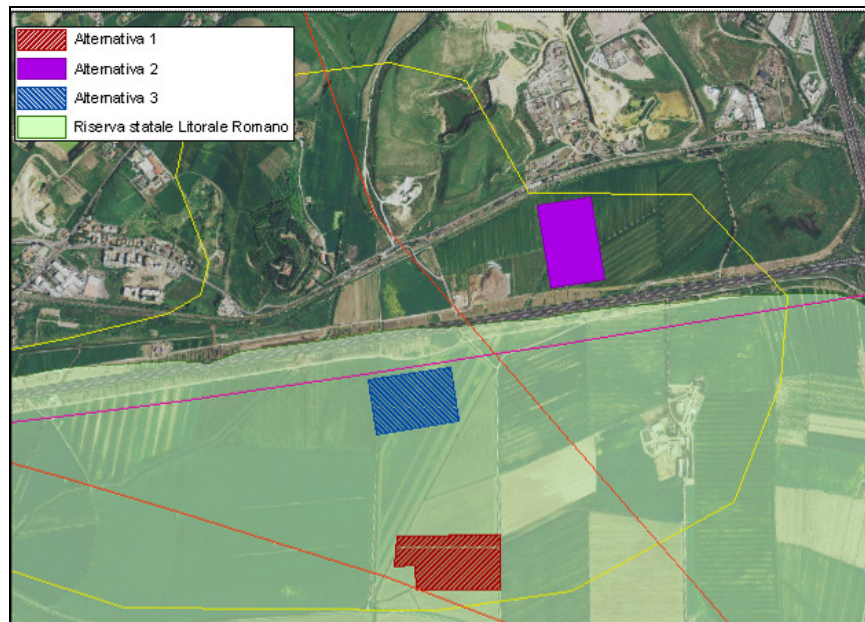 Alternativa 1
Alternativa 2
Alternativa 3
Riserva statale Litorale Romano